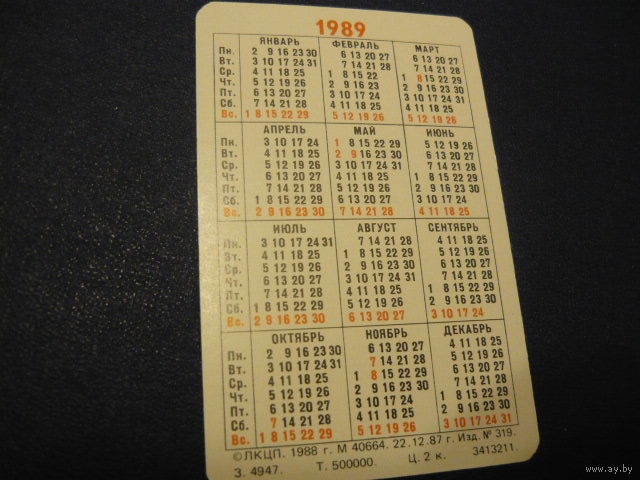 1989
ЯНВАРЬ ФЕВРАЛЬ МАРТ
Пн. 2 9 16 23 30 6 13 20 27 6 13 20 27
Вт. 3 10 17 24 31 7 14 21 28 7 14 21 28
Ср. 4 11 18 25 1 8 15 22 1 8 15 22 29
Чт. 5 12 19 26 2 9 16 23 2 9 16 23 30
Пт. 6 13 20 27 3 10 17 24 3 10 17 24 31
Сб. 7 14 21 28 4 11 18 25 4 11 18 25
Вс. 1 8 15 22 29 5 12 19 26 5 12 19 26
АПРЕЛЬ МАЙ ИЮНЬ
Пн. 3 10 17 24 1 8 15 22 29 5 12 19 26
Вт. 4 11 18 25 2 9 16 23 30 6 13 20 27
Ср. 5 12 19 26 3 10 17 24 31 7 14 21 28
Чт. 6 13 20 27 4 11 18 25 1 8 15 22 29
Пт. 7 14 21 28 5 12 19 26 2 9 16 23 30
Сб. 1 8 15 22 29 6 13 20 27 3 10 17 24
Вс. 2 9 16 23 30 7 14 21 28 4 11 18 25
ИЮЛЬ АВГУСТ СЕНТЯБРЬ
Пн. 3 10 17 24 31 7 14 21 28 4 11 18 25
Вт. 4 11 18 25 1 8 15 22 29 5 12 19 26
Ср. 5 12 19 26 2 9 16 23 30 6 13 20 27
Чт. 6 13 20 27 3 10 17 24 31 7 14 21 28
Пт. 7 14 21 28 4 11 18 25 1 8 15 22 29
Сб. 1 8 15 22 29 5 12 19 26 2 9 16 23 30
Вс. 2 9 16 23 30 6 13 20 27 3 10 17 24
ОКТЯБРЬ НОЯБРЬ ДЕКАБРЬ
Пн. 2 9 16 23 30 6 13 20 27 4 11 18 25
Вт. 3 10 17 24 31 7 14 21 28 5 12 19 26
Ср. 4 11 18 25 1 8 15 22 29 6 13 20 27
Чт. 5 12 19 26 2 9 16 23 30 7 14 21 28
Пт. 6 13 20 27 3 10 17 24 1 8 15 22 29
Сб. 7 14 21 28 4 11 18 25 2 9 16 23 30
Вс. 1 8 15 22 29 5 12 19 26 3 10 17 24 31
©ЛКЦП. 1988 г. М 40664. 22.12.87 г. Изд. № 319.
З. 4947. Т. 500000. Ц. 2 к. 3413211.
www.ay.by